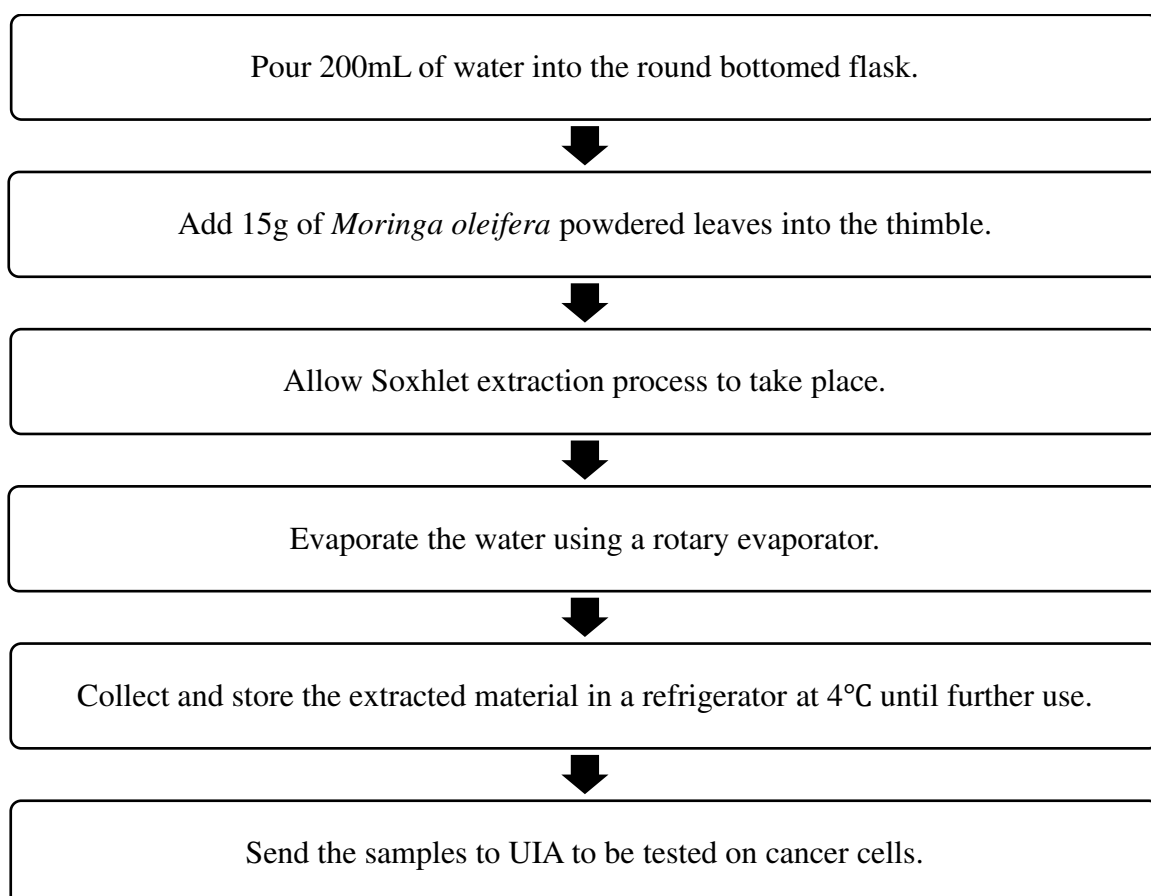 Pour 200mL of water into the round bottomed flask.
Add 15g of Moringa oleifera powdered leaves into the thimble.
Allow Soxhlet extraction process to take place.
Evaporate the water using a rotary evaporator.
Collect and store the extracted material in a refrigerator at 4°C until further use.
Send the samples to UIA to be tested on cancer cells.